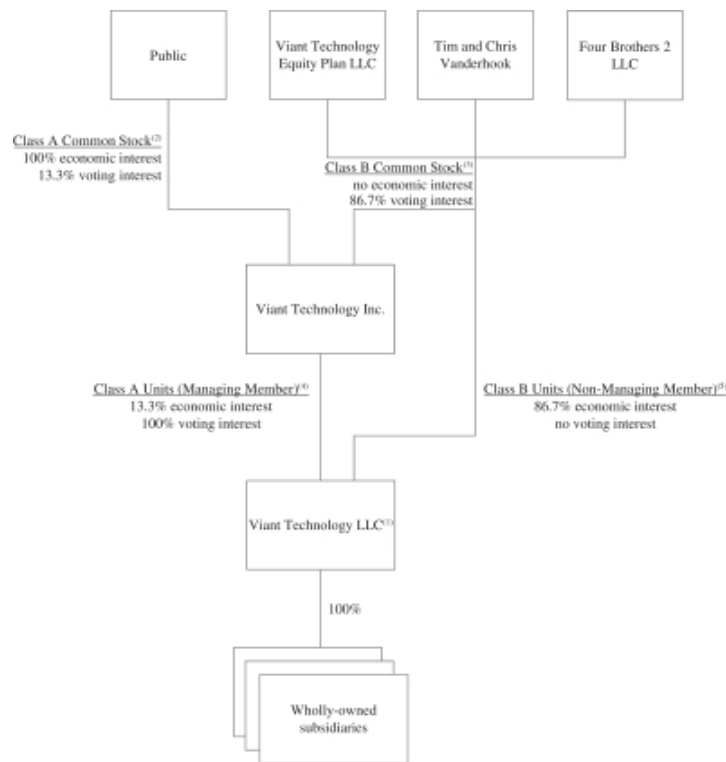 Public
Viant Technology
Equity Plan LLC
Tim and Chris
Vanderhook
Four Brothers 2
LLC
Class A Common Stock(2)
100% economic interest
13.3% voting interest
Class B Common Stock(3)
no economic interest
86.7% voting interest
Viant Technology Inc.
Class A Units (Managing Member)(4)
13.3% economic interest
100% voting interest
Class B Units (Non-Managing Member)(5)
86.7% economic interest
no voting interest
Viant Technology LLC(1)
100%
Wholly-owned
subsidiaries